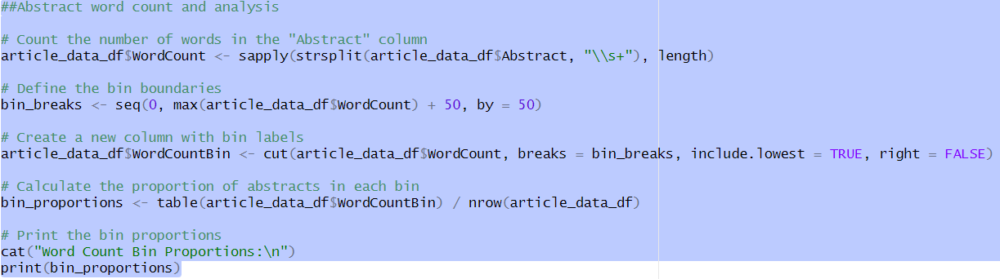 ##Abstract word count and analysis
# Count the number of words in the "Abstract" column
article_data_df$WordCount <- sapply(strsplit(article_data_df$Abstract, "\\s+"), length)
# Define the bin boundaries
bin_breaks <- seq(0, max(article_data_df$WordCount) + 50, by = 50)
# Create a new column with bin labels
article_data_df$WordCountBin <- cut(article_data_df$WordCount, breaks = bin_breaks, include.lowest = TRUE, right = FALSE)
# Calculate the proportion of abstracts in each bin
bin_proportions <- table(article_data_df$WordCountBin) / nrow(article_data_df)
# Print the bin proportions
cat("Word Count Bin Proportions:\n")
print(bin_proportions)